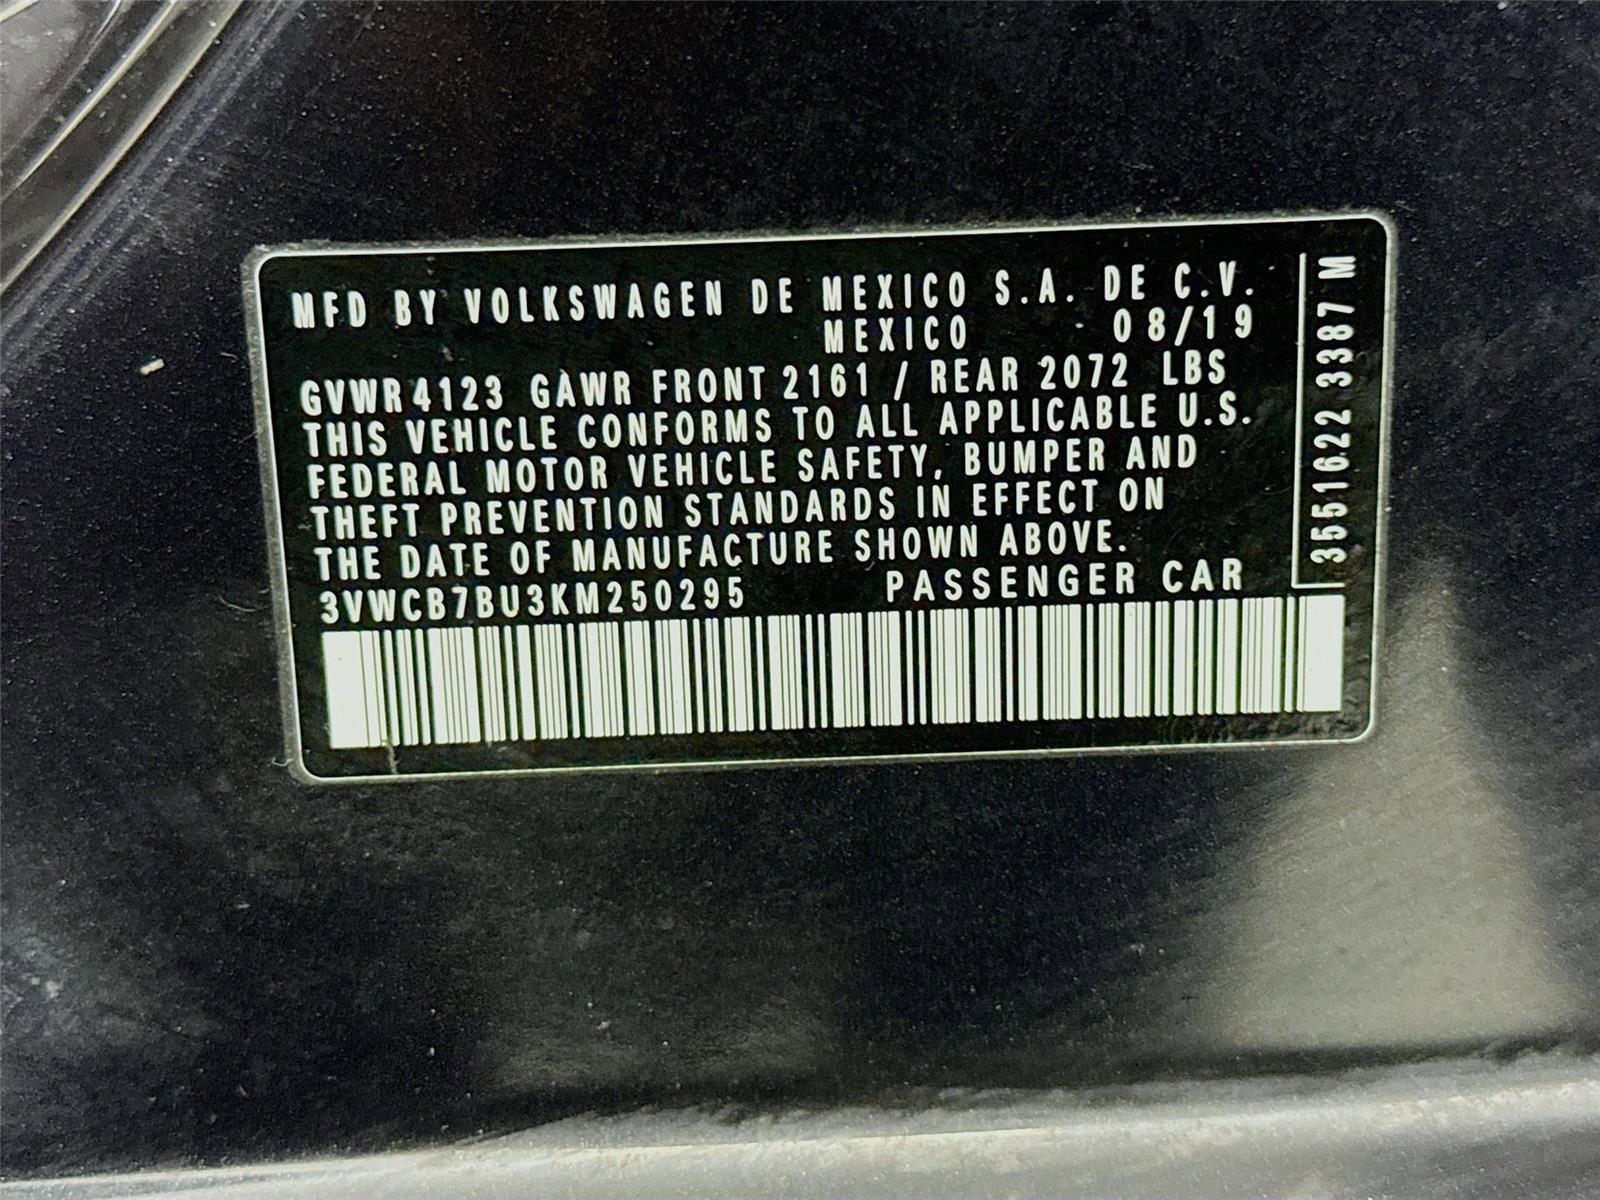 MFD BY VOLKSWAGEN DE MEXICO S.A. DE C.V.
MEXICO 08/19
GVWR 4123 GAWR FRONT 2161 / REAR 2072 LBS
THIS VEHICLE CONFORMS TO ALL APPLICABLE U.S.
FEDERAL MOTOR VEHICLE SAFETY, BUMPER AND
THEFT PREVENTION STANDARDS IN EFFECT ON
THE DATE OF MANUFACTURE SHOWN ABOVE.
3VWCB7BU3KM250295 PASSENGER CAR
3551622 3387 M